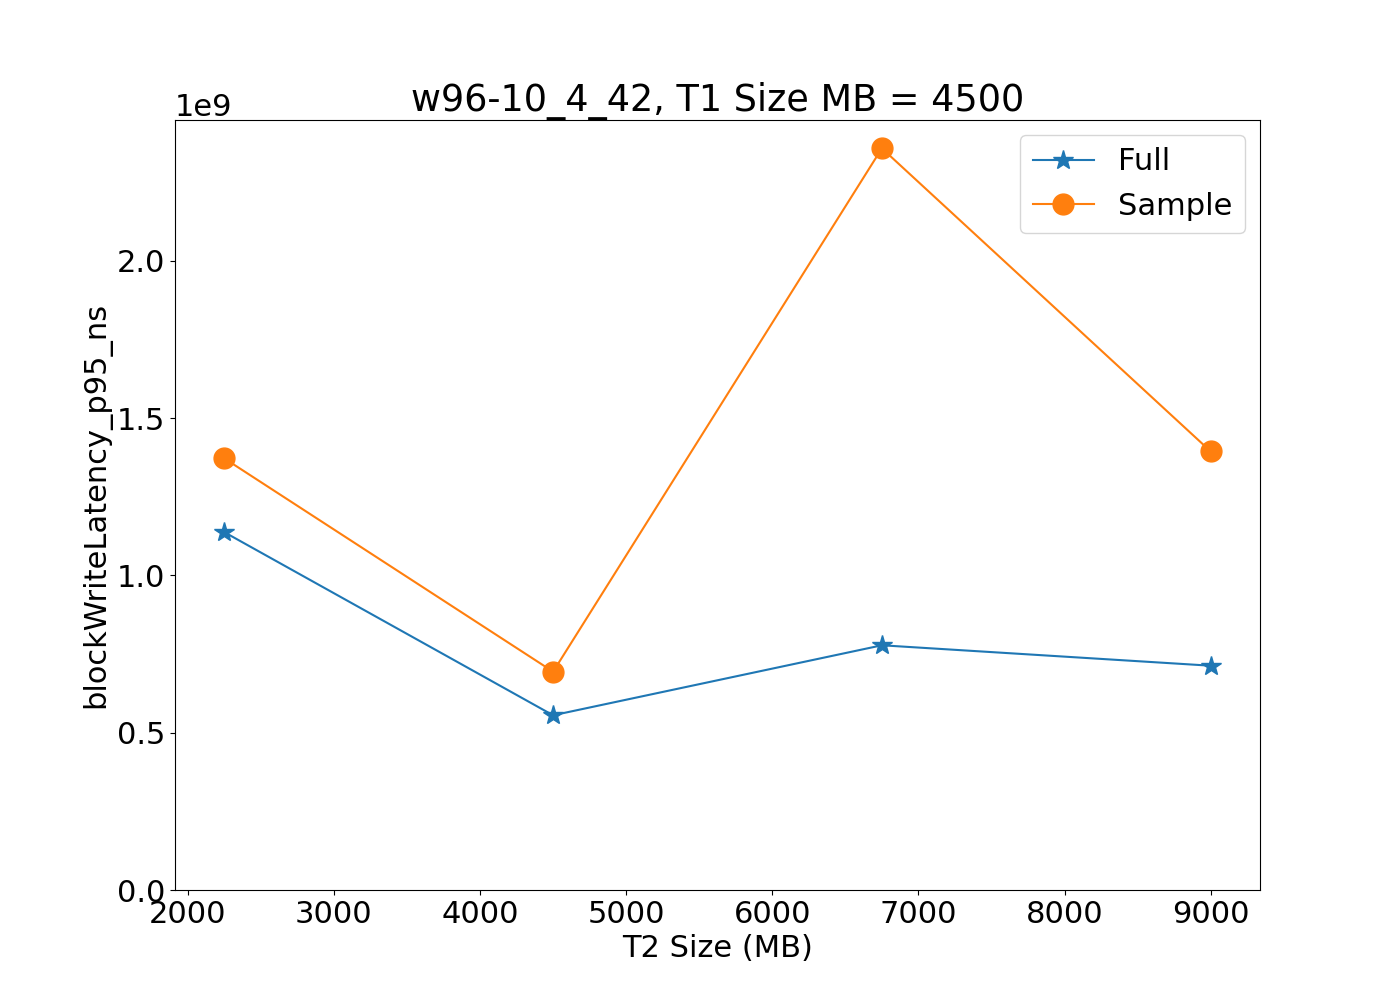 w96-10_4_42, T1 Size MB = 4500
1e9
Full
Sample
2.0
1.5
1.0
0.5
0.0
blockWriteLatency_p95_ns
2000 3000 4000 5000 6000 7000 8000 9000
T2 Size (MB)